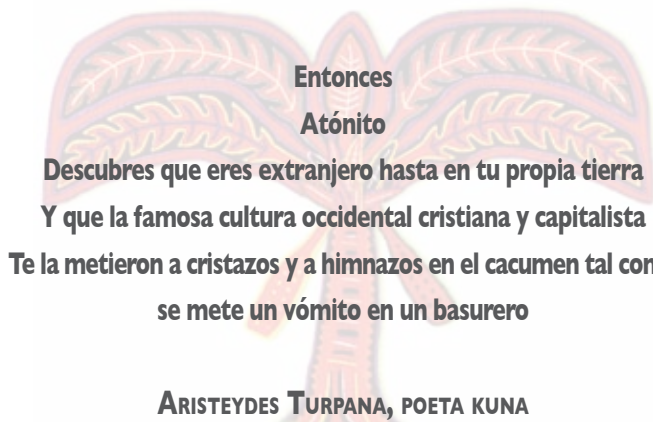 Entonces
Atónito
Descubres que eres extranjero hasta en tu propia tierra
Y que la famosa cultura occidental cristiana y capitalista
Te la metieron a cristazos y a himnazos en el cacumen tal
se mete un vómito en un basurero
ARISTEYDES TURPANA, POETA KUNA